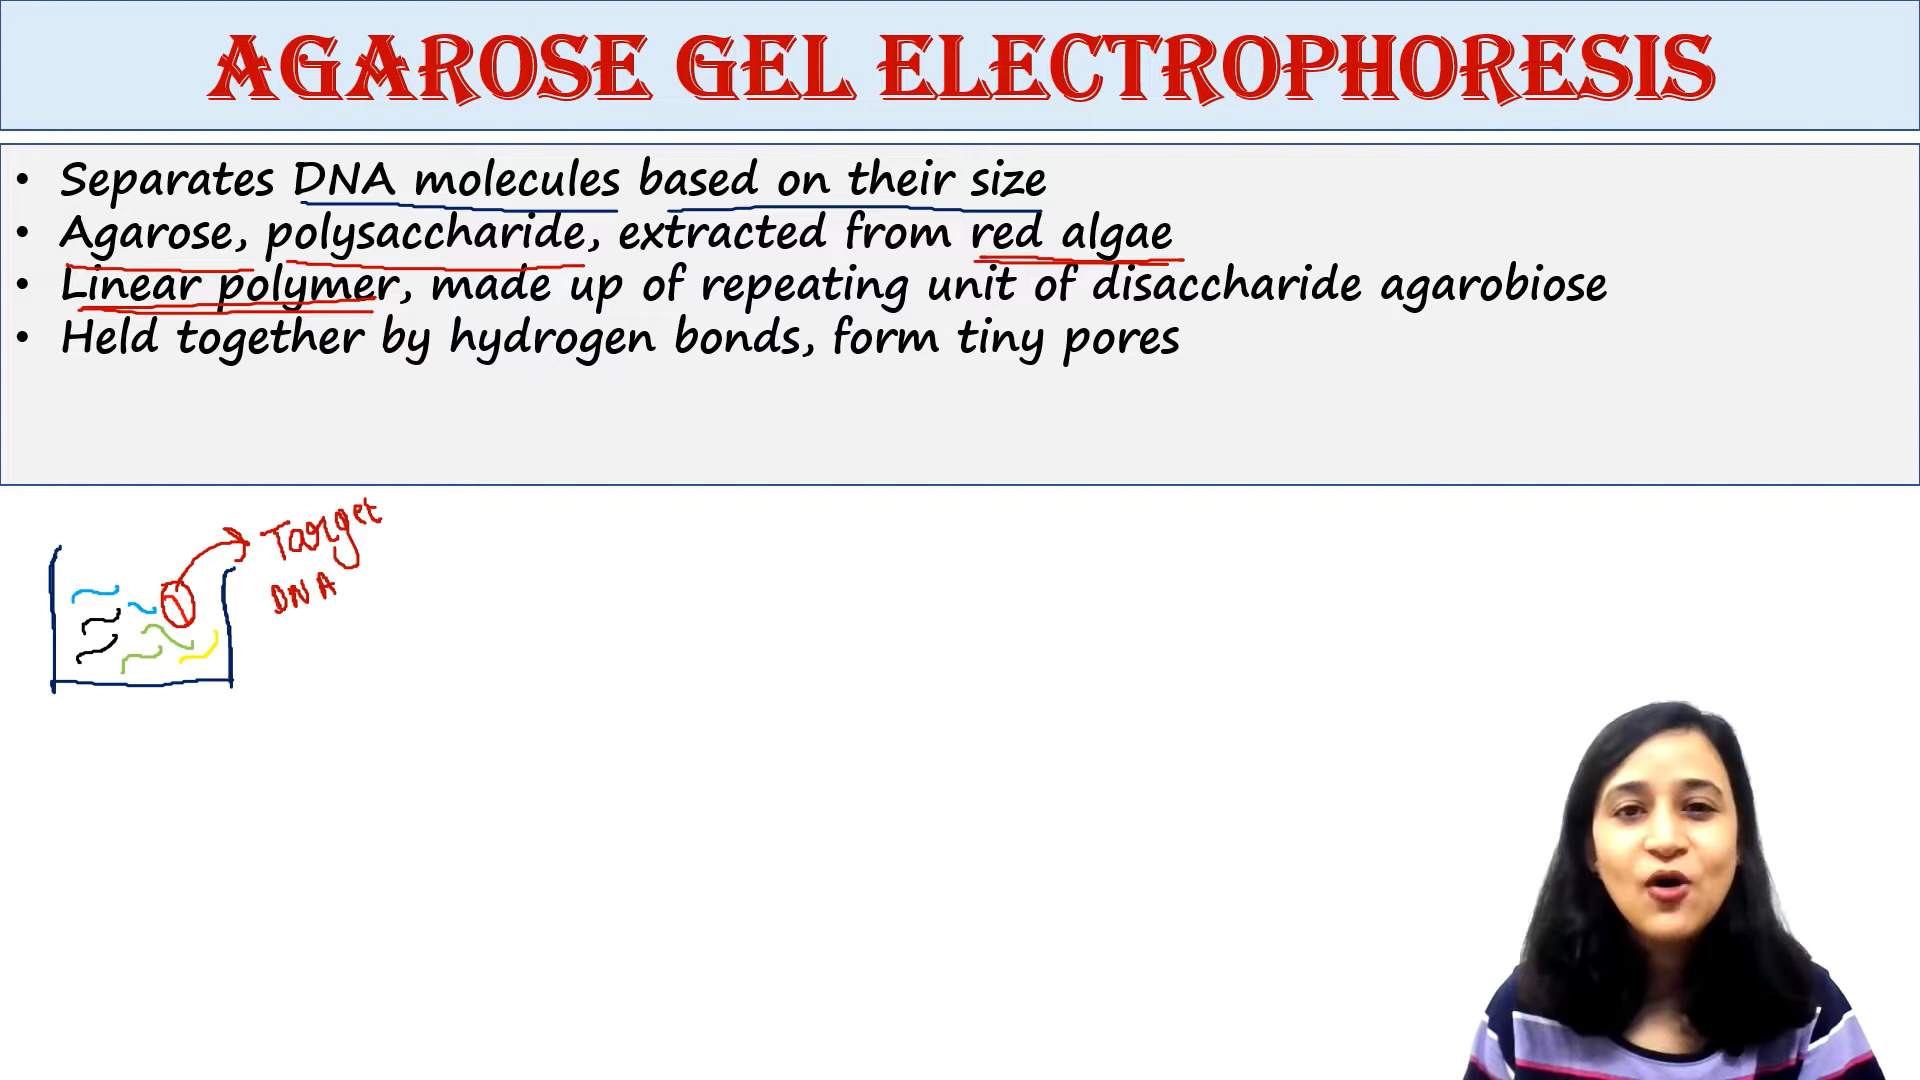 AGAROSE GEL ELECTROPHORESIS
• Separates DNA molecules based on their size
• Agarose, polysaccharide, extracted from red algae
• Linear polymer, made up of repeating unit of disaccharide agarobiose
• Held together by hydrogen bonds, form tiny pores
Target
DNA